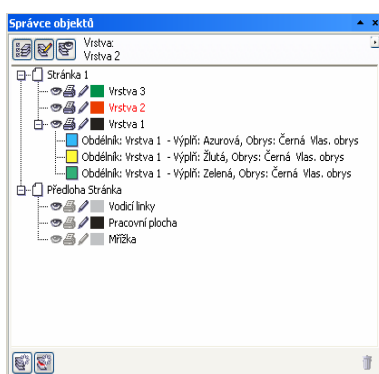 Správce objektů
Vrstva:
Vrstva 2
Stránka 1
Vrstva 3
Vrstva 2
Vrstva 1
Obdélník: Vrstva 1 - Výplň: Azurová, Obrys: Černá Vlas. obrys
Obdélník: Vrstva 1 - Výplň: Žlutá, Obrys: Černá Vlas. obrys
Obdélník: Vrstva 1 - Výplň: Zelená, Obrys: Černá Vlas. obrys
Předloha Stránka
Vodicí linky
Pracovní plocha
Mřížka